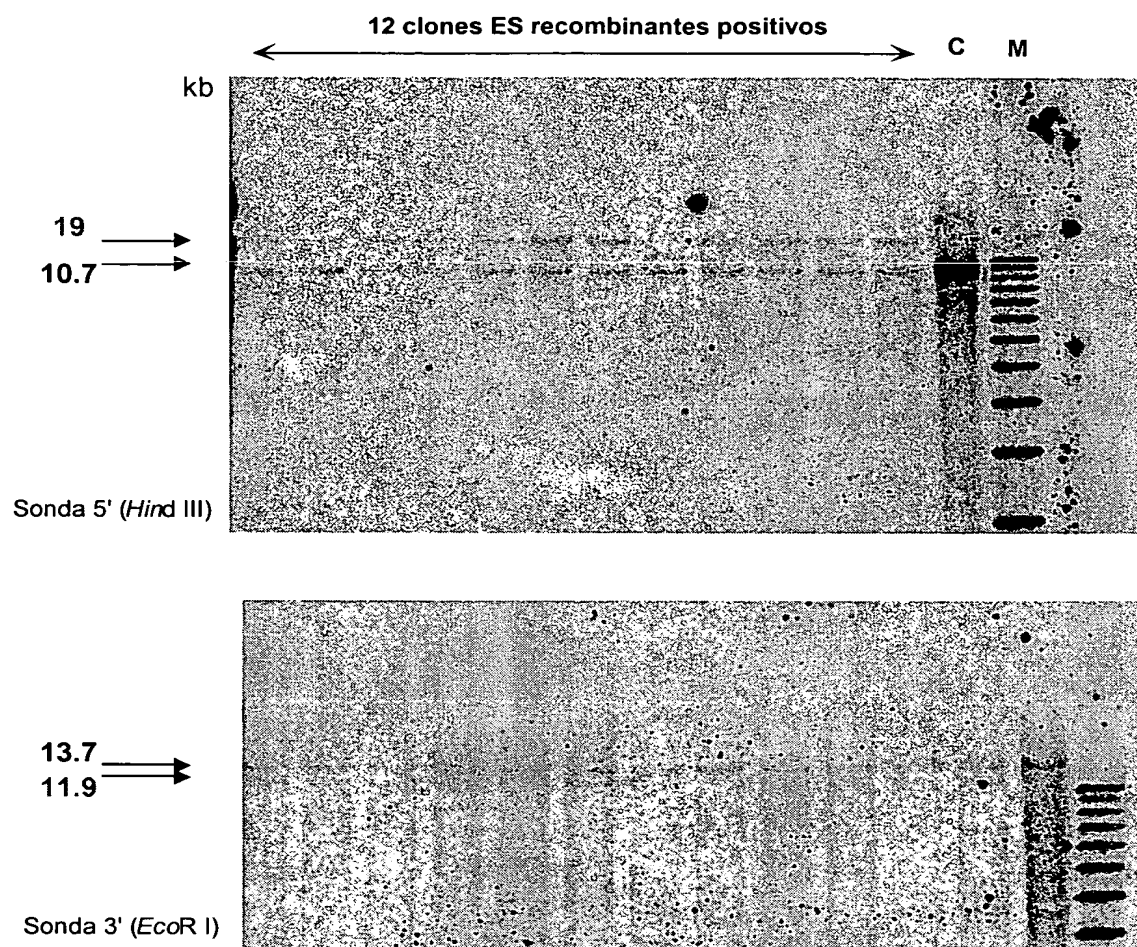 12 clones ES recombinantes positivos
C M
kb
19
10.7
Sonda 5' (Hind III)
13.7
11.9
Sonda 3' (EcoR I)